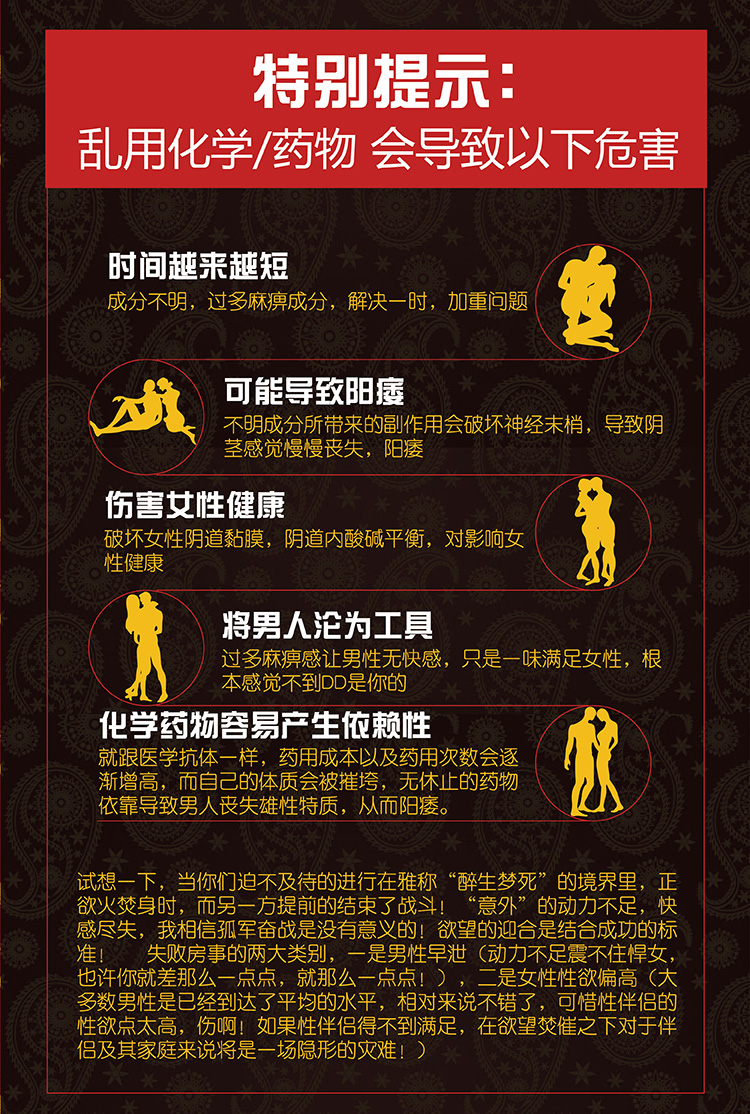 特别提示：
乱用化学/药物 会导致以下危害
时间越来越短
成分不明，过多麻痹成分，解决一时，加重问题
可能导致阳痿
不明成分所带来的副作用会破坏神经末梢，导致阴
茎感觉慢慢丧失，阳痿
伤害女性健康
破坏女性阴道黏膜，阴道内酸碱平衡，对影响女
性健康
将男人沦为工具
过多麻痹感让男性无快感，只是一味满足女性，根
本感觉不到DD是你的
化学药物容易产生依赖性
就跟医学抗体一样，药用成本以及药用次数会逐
渐增高，而自己的体质会被摧垮，无休止的药物
依靠导致男人丧失雄性特质，从而阳痿。
试想一下，当你们迫不及待的进行在雅称“醉生梦死”的境界里，正
欲火焚身时，而另一方提前的结束了战斗！“意外”的动力不足，快
感尽失，我相信孤军奋战是没有意义的！欲望的迎合是结合成功的标
准！ 失败房事的两大类别，一是男性早泄（动力不足震不住悍女，
也许你就差那么一点点，就那么一点点！），二是女性性欲偏高（大
多数男性是已经到达了平均的水平，相对来说不错了，可惜性伴侣的
性欲点太高，伤啊！如果性伴侣得不到满足，在欲望焚催之下对于伴
侣及其家庭来说将是一场隐形的灾难！）